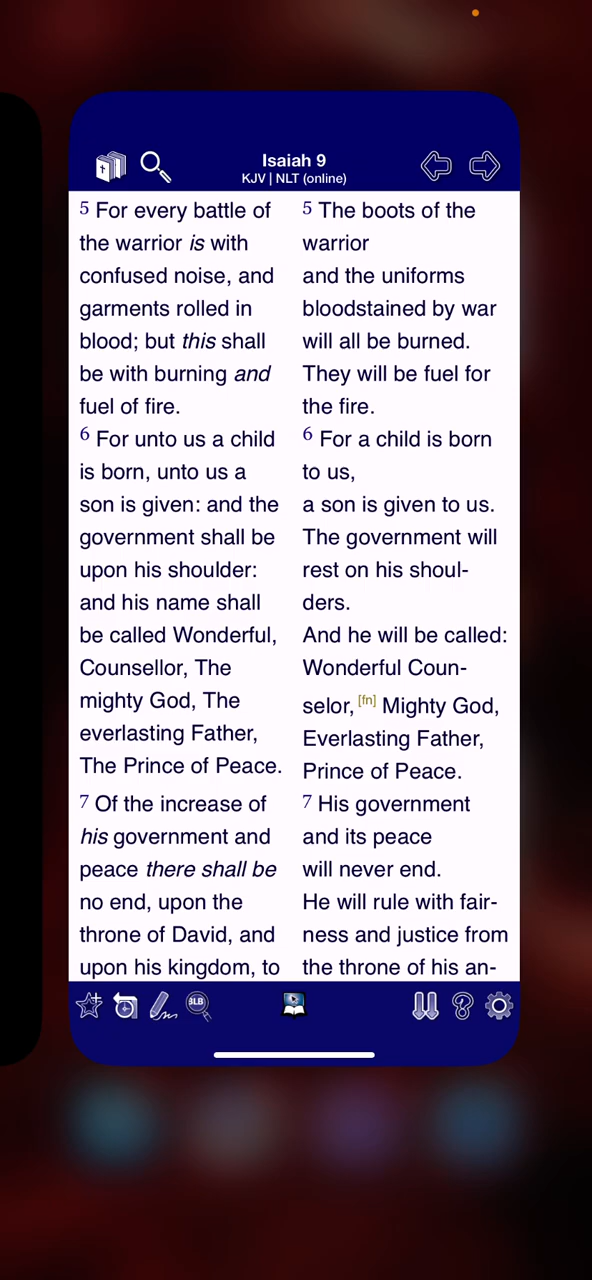 Isaiah 9
KJV | NLT (online)
5 For every battle of
the warrior is with
confused noise, and
garments rolled in
blood; but this shall
be with burning and
fuel of fire.
6 For unto us a child
is born, unto us a
son is given: and the
government shall be
upon his shoulder:
and his name shall
be called Wonderful,
Counsellor, The
mighty God, The
everlasting Father,
The Prince of Peace.
7 Of the increase of
his government and
peace there shall be
no end, upon the
throne of David, and
upon his kingdom, to
5 The boots of the
warrior
and the uniforms
bloodstained by war
will all be burned.
They will be fuel for
the fire.
6 For a child is born
to us,
a son is given to us.
The government will
rest on his shoul-
ders.
And he will be called:
Wonderful Coun-
selor, [fn] Mighty God,
Everlasting Father,
Prince of Peace.
7 His government
and its peace
will never end.
He will rule with fair-
ness and justice from
the throne of his an-
BLB